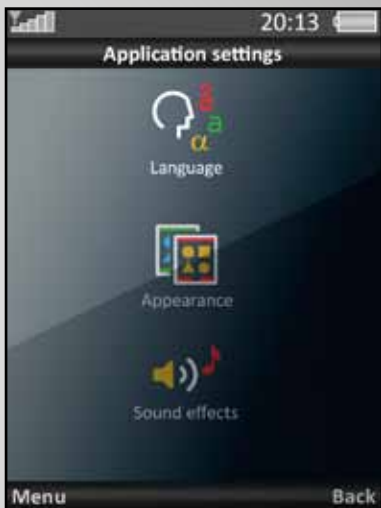 20:13
Application settings
Language
Appearance
Sound effects
Menu Back